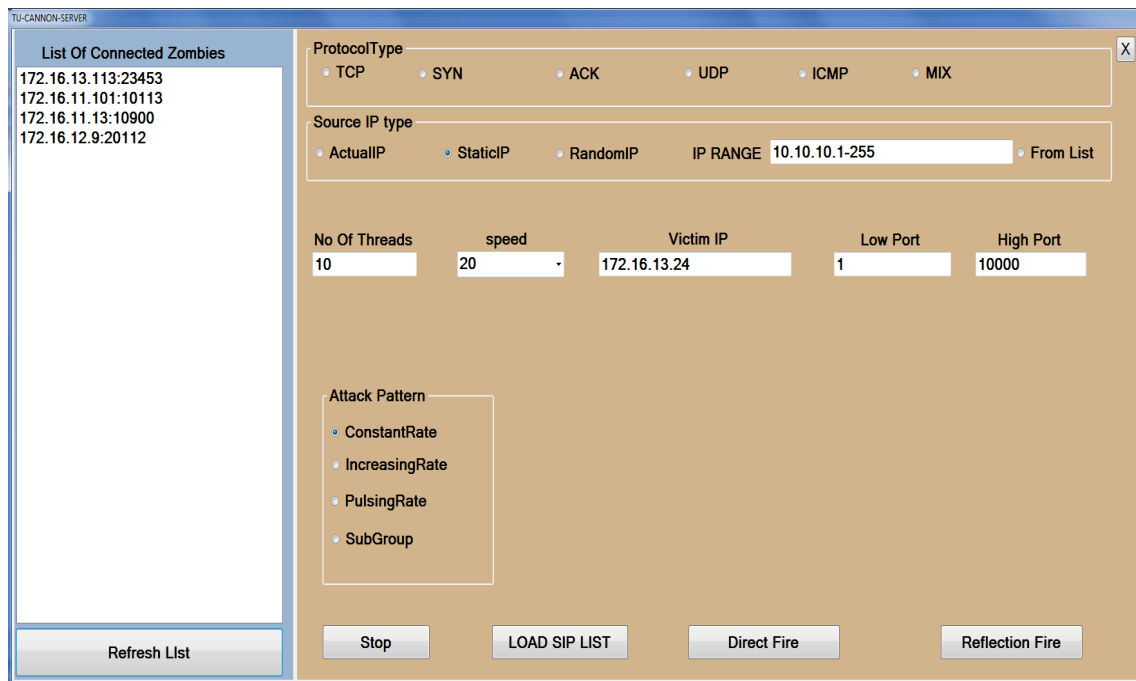 TU-CANNON-SERVER
List Of Connected Zombies
172.16.13.113:23453
172.16.11.101:10113
172.16.11.13:10900
172.16.12.9:20112
Refresh LIst
X
ProtocolType
TCP SYN ACK UDP ICMP MIX
Source IP type
ActualIP StaticIP RandomIP IP RANGE 10.10.10.1-255 From List
No Of Threads speed Victim IP Low Port High Port
10 20 172.16.13.24 1 10000
Attack Pattern
ConstantRate
IncreasingRate
PulsingRate
SubGroup
Stop LOAD SIP LIST Direct Fire Reflection Fire